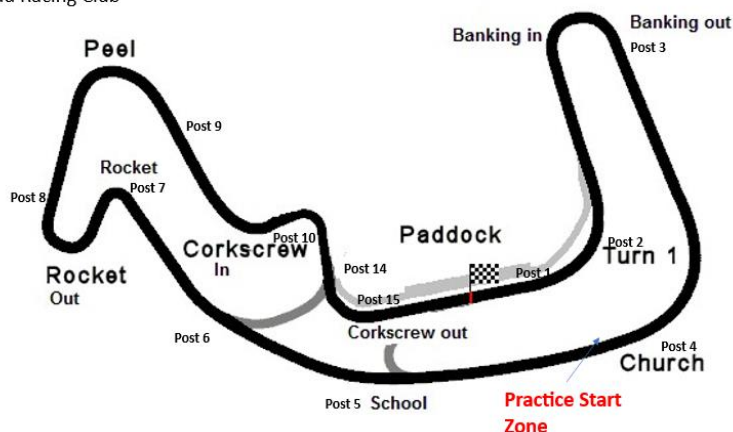 Racing Club
Banking out
Banking in
Post 3
Peel
Post 9
Rocket
Post 7
Post 8
Post 10
Corkscrew
In
Paddock
Post 2
Turn 1
Post 14
Post 1
Rocket
Out
Post 15
Corkscrew out
Post 6
Post 4
Church
Practice Start
Zone
Post 5 School